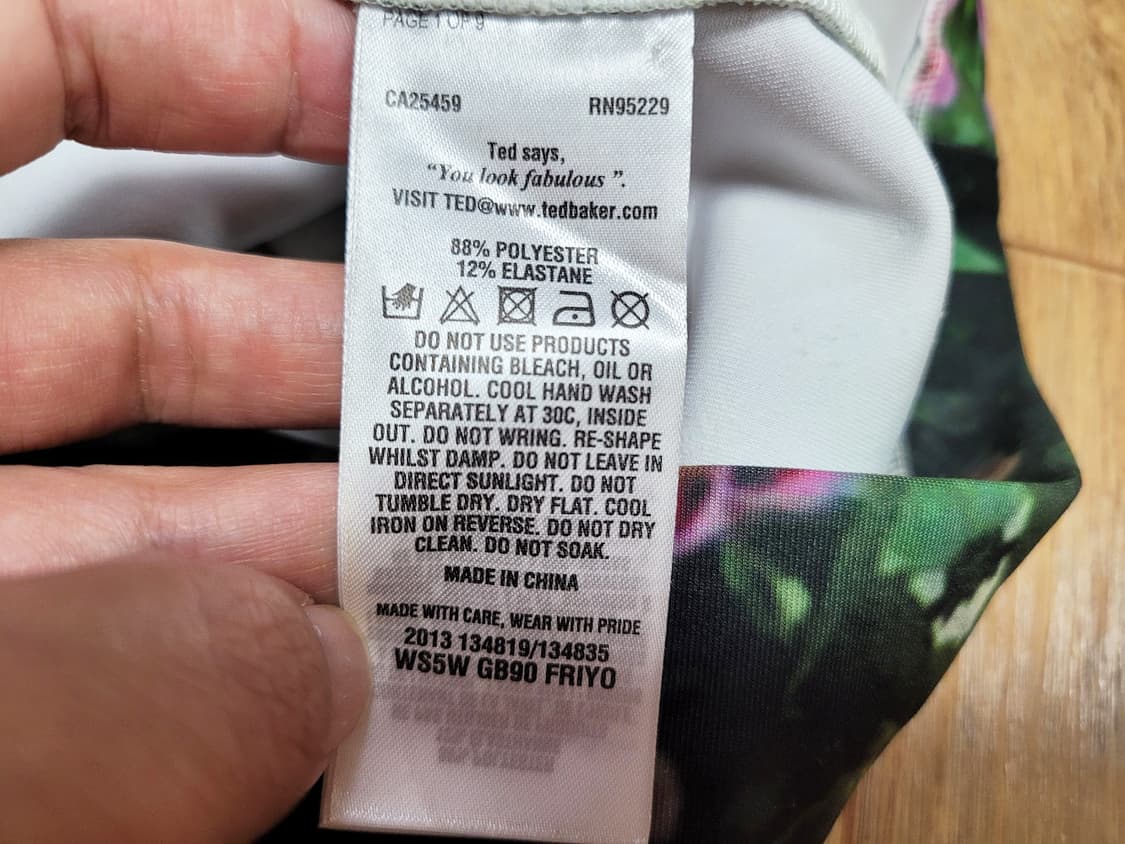 PAGE 1 OF 9
CA25459 RN95229
Ted says,
“You look fabulous ”.
VISIT TED@www.tedbaker.com
88% POLYESTER
12% ELASTANE
DO NOT USE PRODUCTS
CONTAINING BLEACH, OIL OR
ALCOHOL. COOL HAND WASH
SEPARATELY AT 30C, INSIDE
OUT. DO NOT WRING. RE-SHAPE
WHILST DAMP. DO NOT LEAVE IN
DIRECT SUNLIGHT. DO NOT
TUMBLE DRY. DRY FLAT. COOL
IRON ON REVERSE. DO NOT DRY
CLEAN. DO NOT SOAK.
MADE IN CHINA
MADE WITH CARE, WEAR WITH PRIDE
2013 134819/134835
WS5W GB90 FRIYO